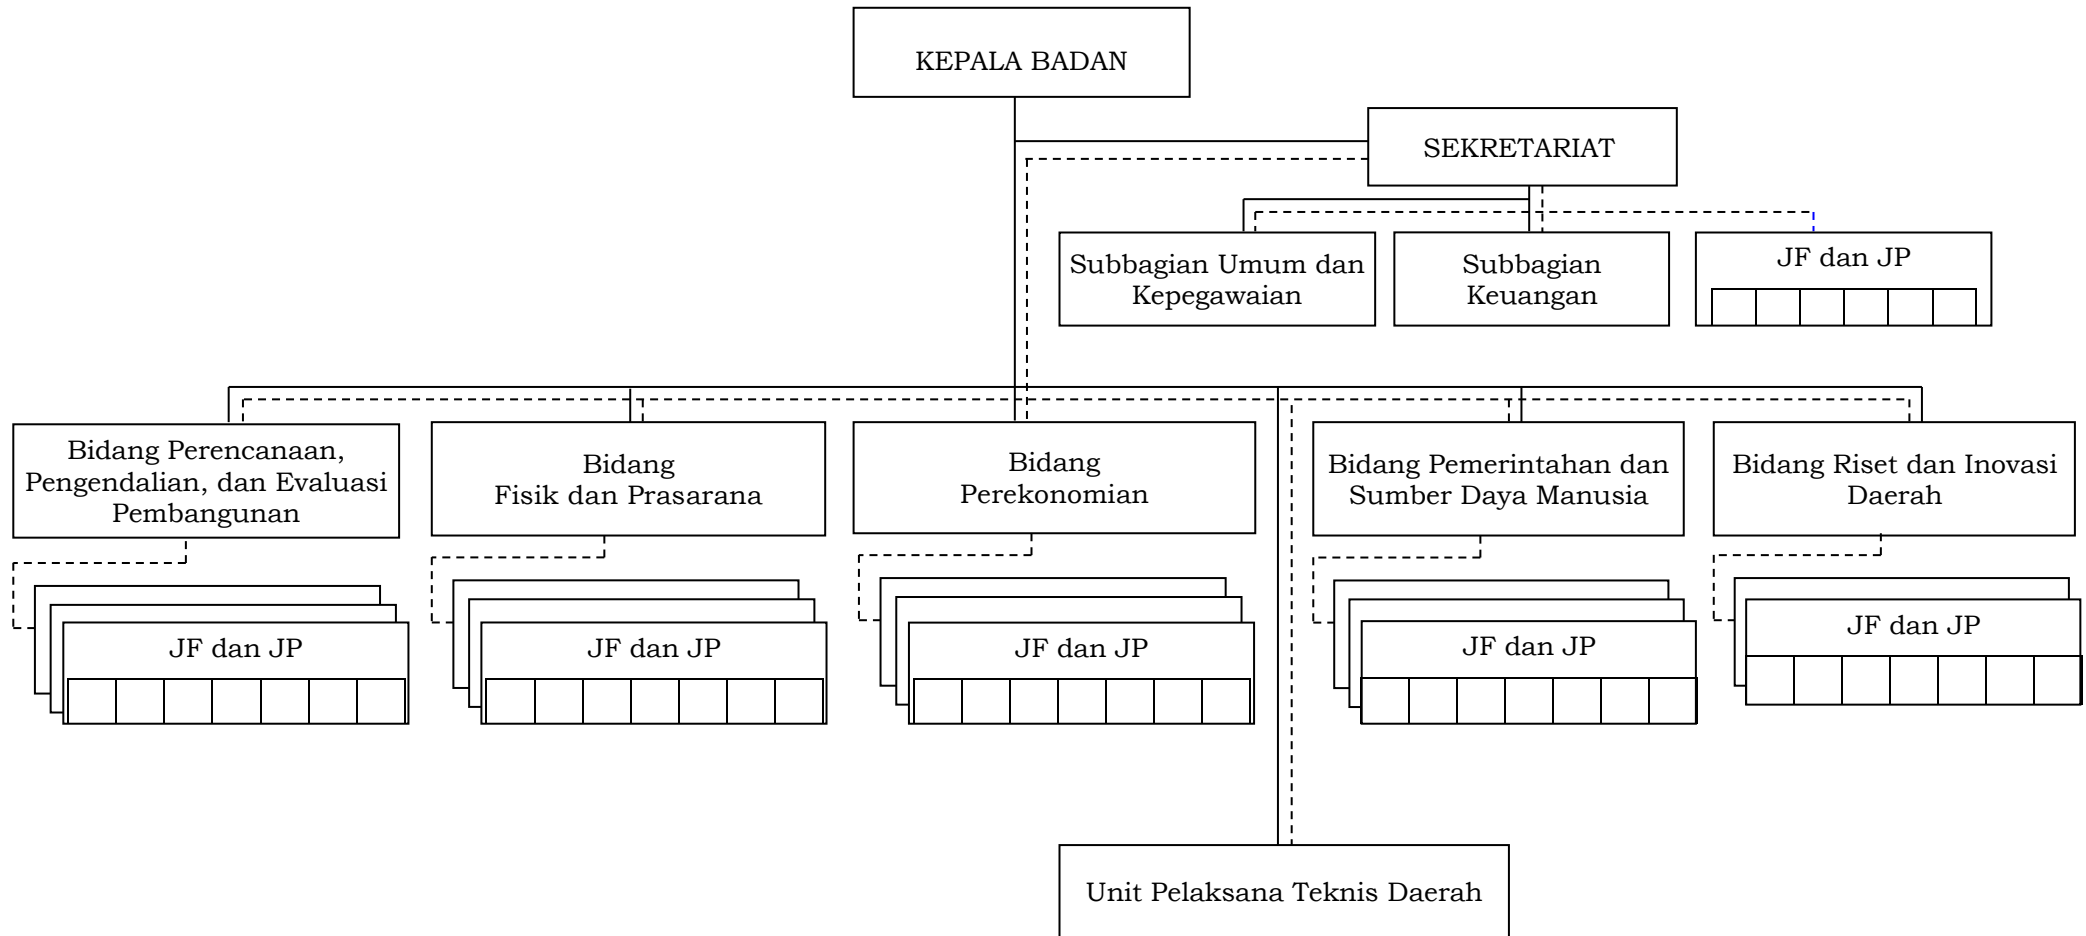 KEPALA BADAN
SEKRETARIAT
Subbagian Umum dan
Kepegawaian
Subbagian
Keuangan
JF dan JP
Bidang Perencanaan,
Pengendalian, dan Evaluasi
Pembangunan
Bidang
Fisik dan Prasarana
Bidang
Perekonomian
Bidang Pemerintahan dan
Sumber Daya Manusia
Bidang Riset dan Inovasi
Daerah
JF dan JP
JF dan JP
JF dan JP
JF dan JP
JF dan JP
Unit Pelaksana Teknis Daerah